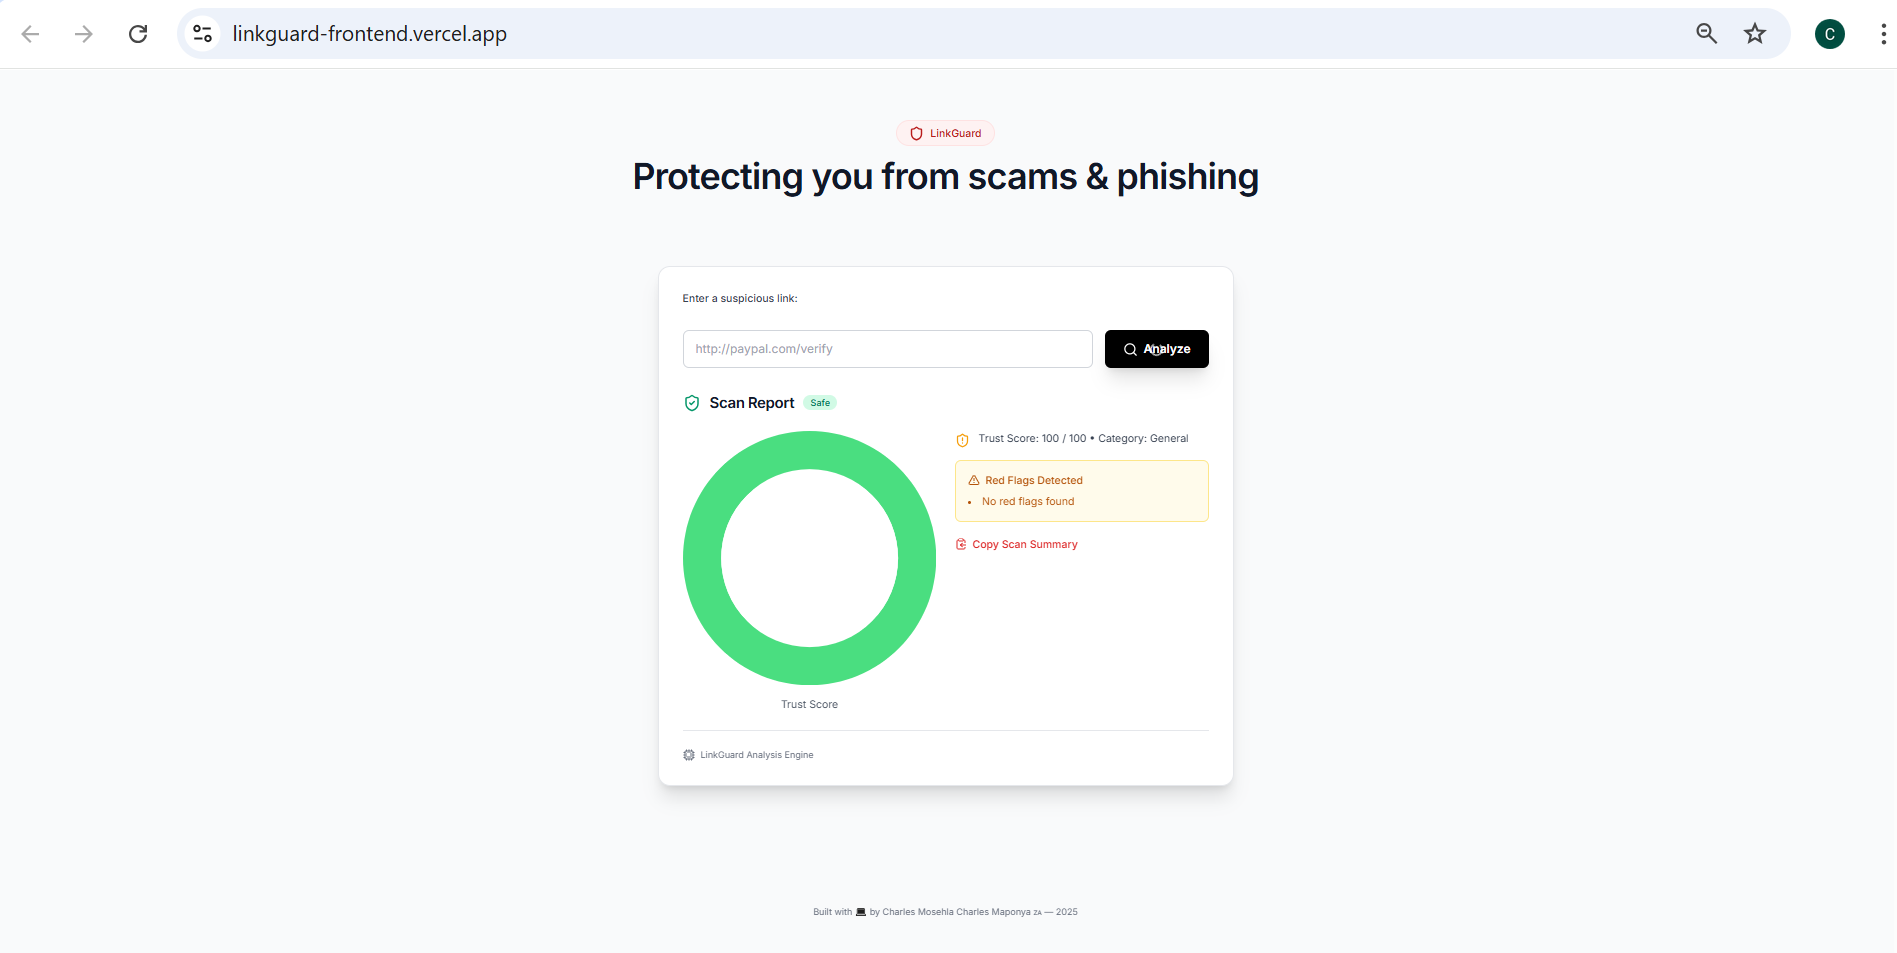 linkguard-frontend.vercel.app
C
LinkGuard
Protecting you from scams & phishing
Enter a suspicious link:
http://paypal.com/verify
Analyze
Scan Report
Safe
Trust Score: 100 / 100 • Category: General
Red Flags Detected
• No red flags found
Copy Scan Summary
Trust Score
LinkGuard Analysis Engine
Built with 💻 by Charles Mosehla Charles Maponya ZA — 2025